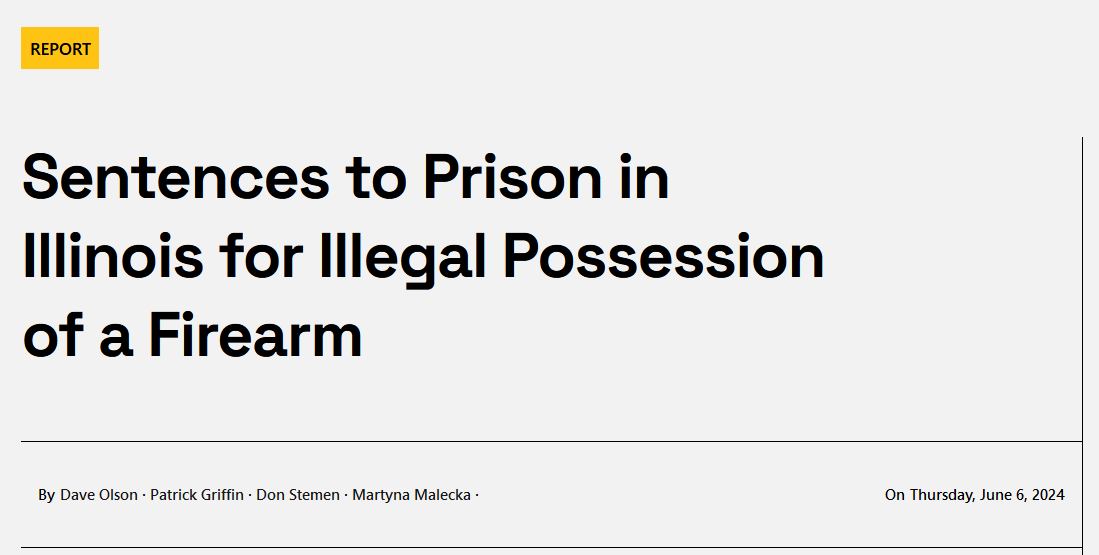 REPORT
Sentences to Prison in
Illinois for Illegal Possession
of a Firearm
By Dave Olson · Patrick Griffin · Don Stemen · Martyna Malecka ·
On Thursday, June 6, 2024